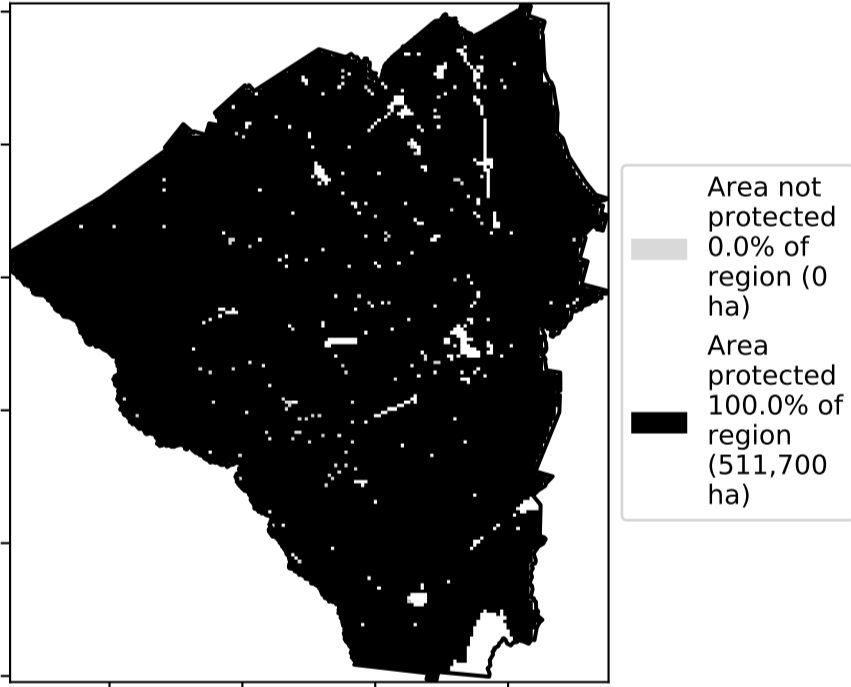 Area not
protected
0.0% of
region (0
ha)
Area
protected
100.0% of
region
(511,700
ha)